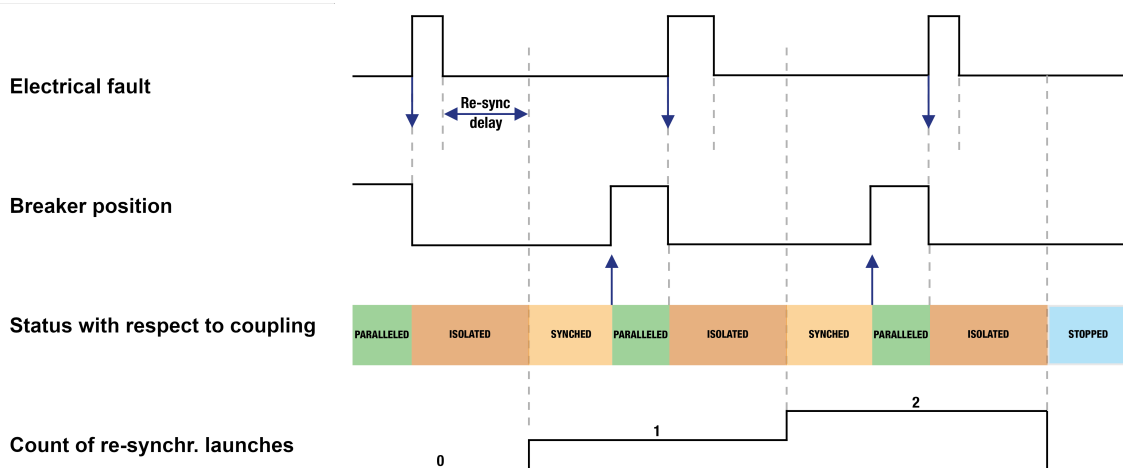 Electrical fault
Re-sync
delay
Breaker position
Status with respect to coupling
PARALLELED ISOLATED SYNCHED PARALLELED ISOLATED SYNCHED PARALLELED ISOLATED STOPPED
2
1
Count of re-synchr. launches
0